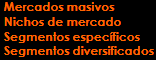 Mercados masivos
Nichos de mercado
Segmentos específicos
Segmentos diversificados